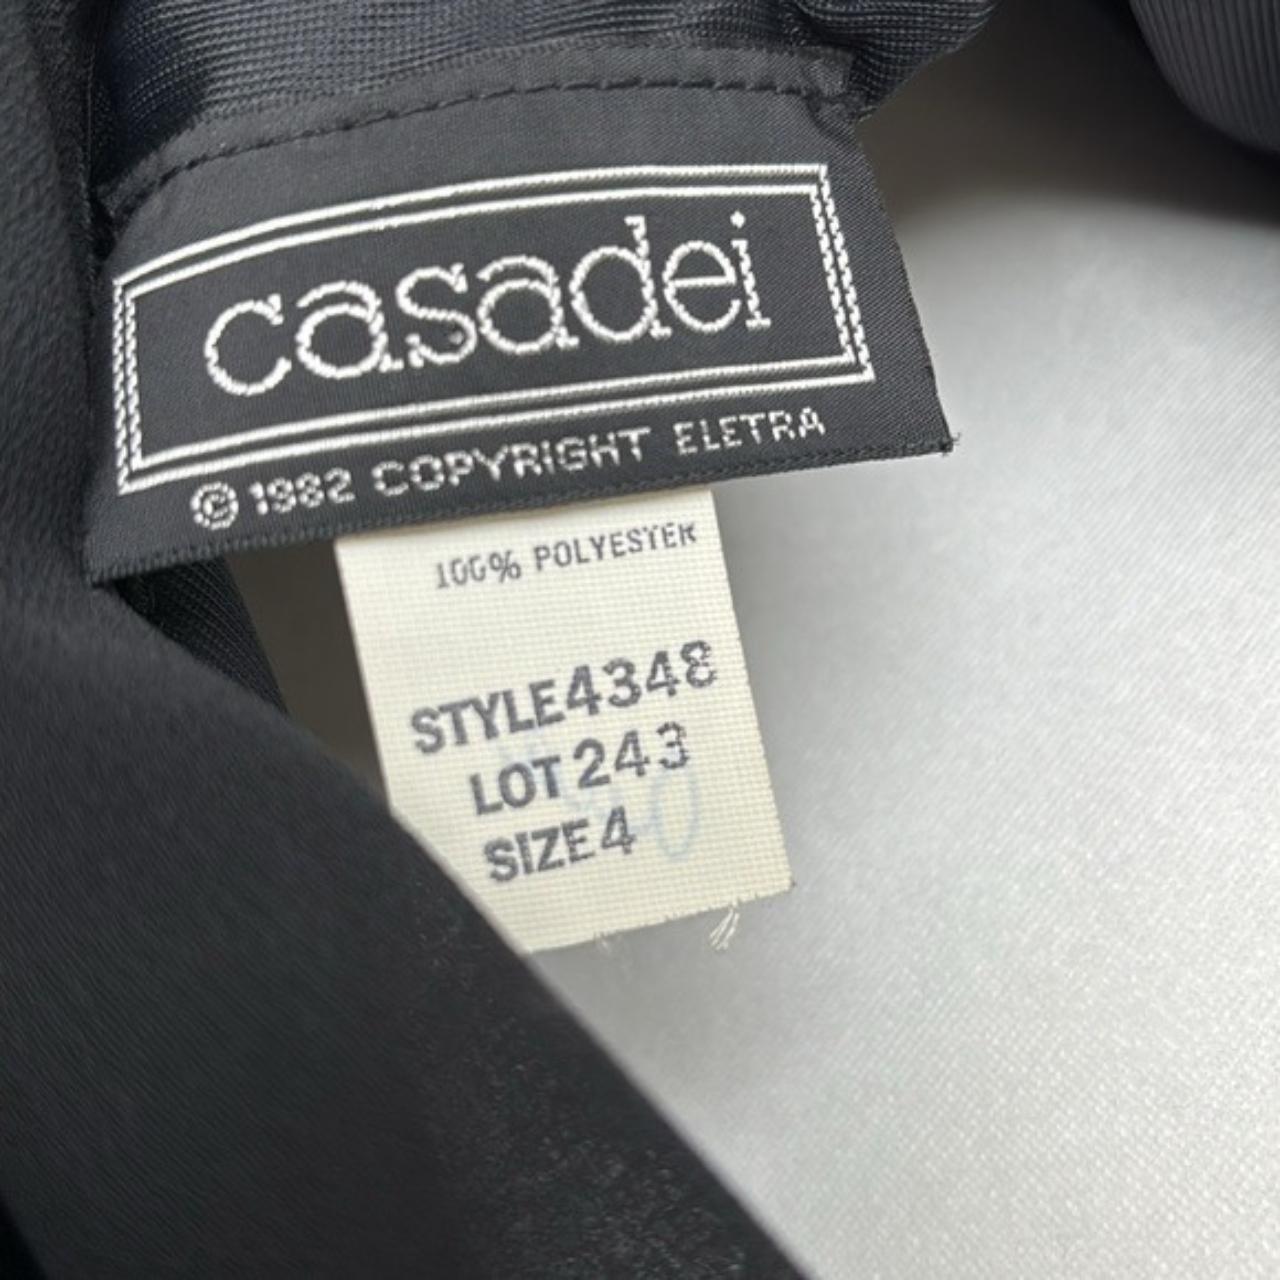 casadei
© 1982 COPYRIGHT ELETRA
100% POLYESTER
STYLE 4348
LOT 243
SIZE 4